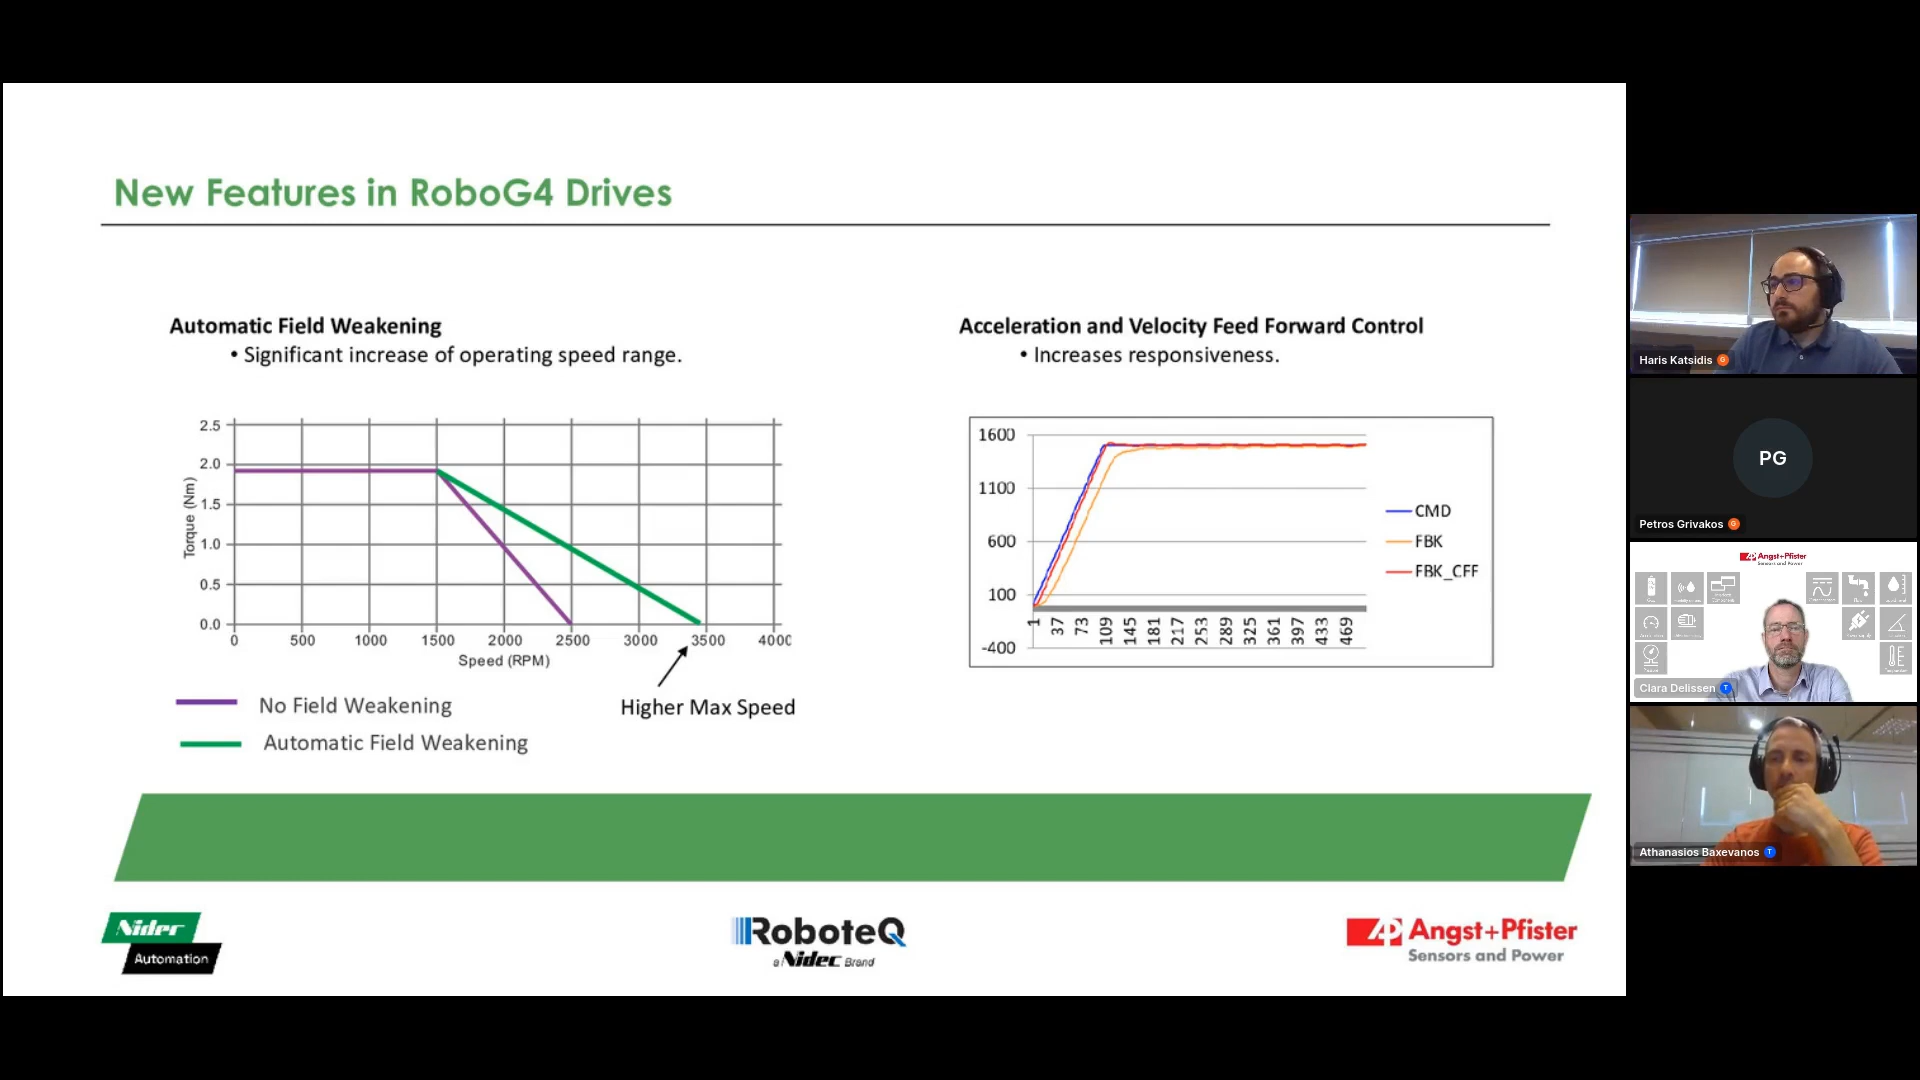 New Features in RoboG4 Drives
Automatic Field Weakening
• Significant increase of operating speed range.
2.5
2.0
1.5
1.0
0.5
0.0
Torque (Nm)
0 500 1000 1500 2000 2500 3000 3500 4000
Speed (RPM)
Higher Max Speed
No Field Weakening
Automatic Field Weakening
Acceleration and Velocity Feed Forward Control
• Increases responsiveness.
1600
1100
600
100
-400
1 37 73 109 145 181 217 253 289 325 361 397 433 469
CMD
FBK
FBK_CFF
Nidec
Automation
RoboteQ
a Nidec Brand
Angst+Pfister
Sensors and Power
Haris Katsidis G
PG
Petros Grivakos G
Angst+Pfister
Sensors and Power
Clara Delissen T
Athanasios Baxevanos T